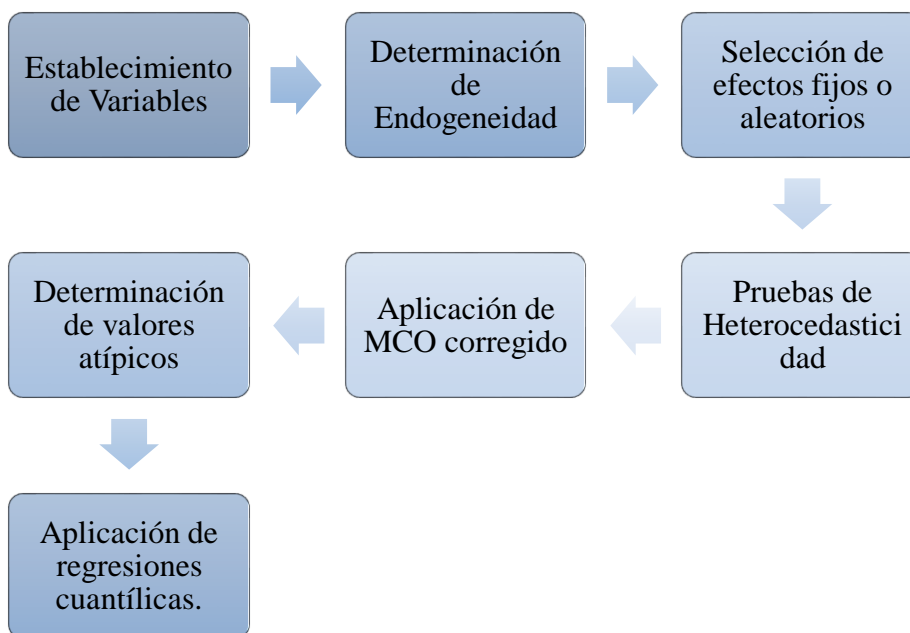 Establecimiento
de Variables
Determinación
de
Endogeneidad
Selección de
efectos fijos o
aleatorios
Pruebas de
Heterocedastici
dad
Aplicación de
MCO corregido
Determinación
de valores
atípicos
Aplicación de
regresiones
cuantílicas.